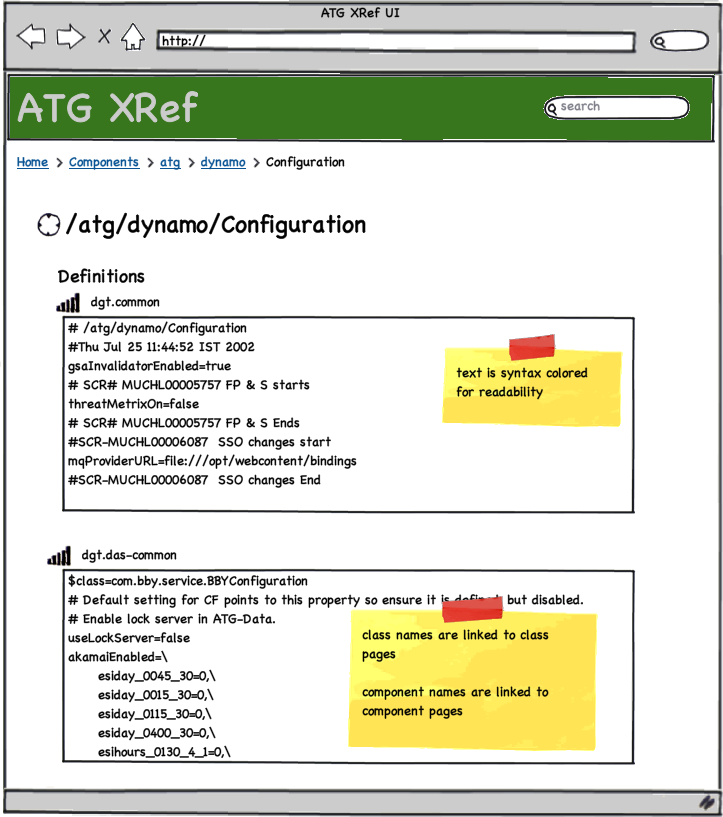 ATG XRef UI
http://
ATG XRef
search
Home > Components > atg > dynamo > Configuration
/atg/dynamo/Configuration
Definitions
dgt.common
# /atg/dynamo/Configuration
#Thu Jul 25 11:44:52 IST 2002
gsaInvalidatorEnabled=true
# SCR# MUCHL00005757 FP & S starts
threatMetrixOn=false
# SCR# MUCHL00005757 FP & S Ends
#SCR-MUCHL00006087  SSO changes start
mqProviderURL=file:///opt/webcontent/bindings
#SCR-MUCHL00006087  SSO changes End
text is syntax colored
for readability
dgt.das-common
$class=com.bby.service.BBYConfiguration
# Default setting for CF points to this property so ensure it is but disabled.
# Enable lock server in ATG-Data.
useLockServer=false
akamaiEnabled=\
esiday_0045_30=0,\
esiday_0015_30=0,\
esiday_0115_30=0,\
esiday_0400_30=0,\
esihours_0130_4_1=0,\
class names are linked to class
pages
component names are linked to
component pages